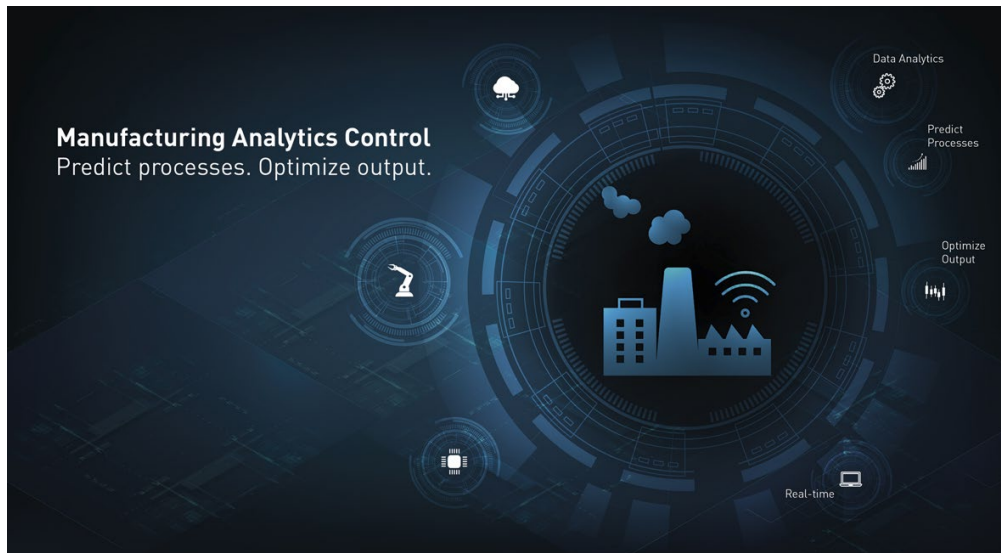 Manufacturing Analytics Control
Predict processes. Optimize output.
Data Analytics
Predict
Processes
Optimize
Output
Real-time